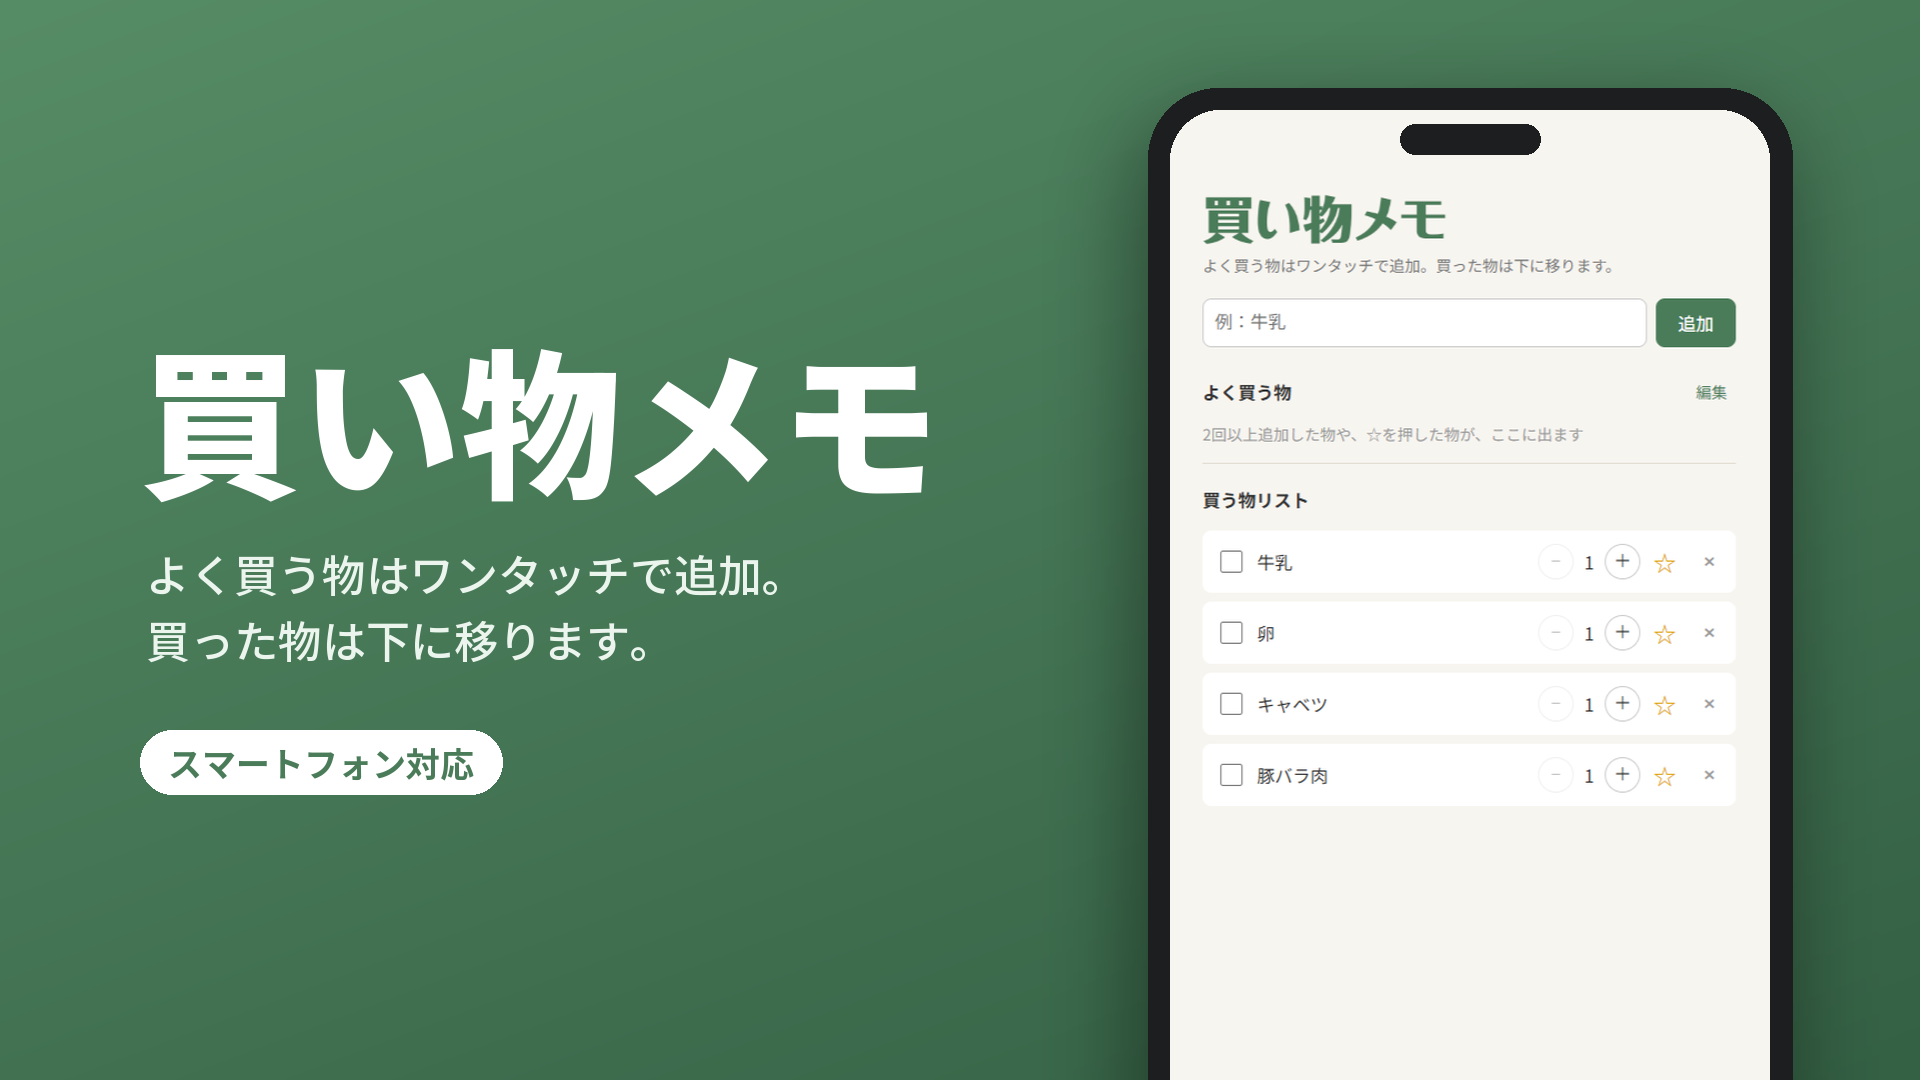 買い物メモ
よく買う物はワンタッチで追加。
買った物は下に移ります。
スマートフォン対応
買い物メモ
よく買う物はワンタッチで追加。買った物は下に移ります。
例：牛乳 追加
よく買う物 編集
2回以上追加した物や、☆を押した物が、ここに出ます
買う物リスト
牛乳 − 1 + ☆ ×
卵 − 1 + ☆ ×
キャベツ − 1 + ☆ ×
豚バラ肉 − 1 + ☆ ×